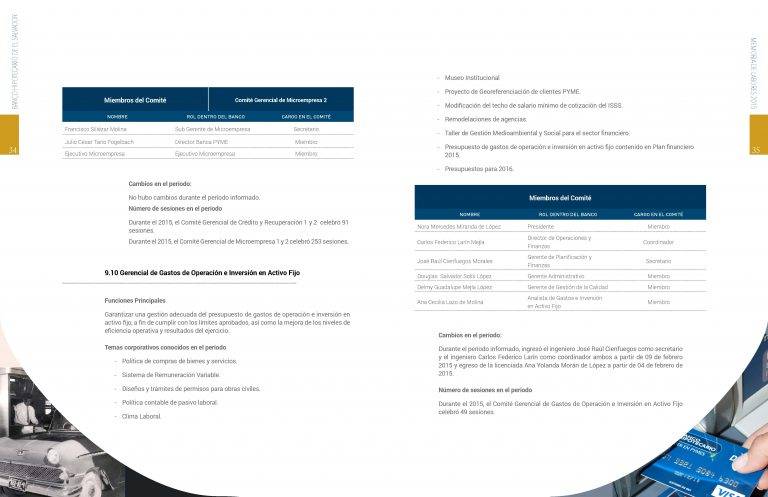 BANCO HIPOTECARIO DE EL SALVADOR
34
Miembros del Comité
Comité Gerencial de Microempresa 2
NOMBRE ROL DENTRO DEL BANCO CARGO EN EL COMITÉ
Francisco Siliézar Molina Sub Gerente de Microempresa Secretario
Julio César Tario Pogelbach Director Banca PYME Miembro
Ejecutivo Microempresa Ejecutivo Microempresa Miembro
Cambios en el período:
No hubo cambios durante el período informado.
Número de sesiones en el período
Durante el 2015, el Comité Gerencial de Crédito y Recuperación 1 y 2 celebró 91
sesiones.
Durante el 2015, el Comité Gerencial de Microempresa 1 y 2 celebró 253 sesiones.
9.10 Gerencial de Gastos de Operación e Inversión en Activo Fijo
Funciones Principales
Garantizar una gestión adecuada del presupuesto de gastos de operación e inversión en
activo fijo; a fin de cumplir con los límites aprobados, así como la mejora de los niveles de
eficiencia operativa y resultados del ejercicio.
Temas corporativos conocidos en el período
– Política de compras de bienes y servicios.
– Sistema de Remuneración Variable.
– Diseños y trámites de permisos para obras civiles.
– Política contable de pasivo laboral.
– Clima Laboral.
– Museo Institucional
– Proyecto de Georeferenciación de clientes PYME.
– Modificación del techo de salario mínimo de cotización del ISSS.
– Remodelaciones de agencias.
– Taller de Gestión Medioambiental y Social para el sector financiero.
– Presupuesto de gastos de operación e inversión en activo fijo contenido en Plan financiero
2015.
– Presupuestos para 2016.
Miembros del Comité
NOMBRE ROL DENTRO DEL BANCO CARGO EN EL COMITÉ
Nora Mercedes Miranda de López Presidente Miembro
Carlos Federico Larín Mejía Director de Operaciones y
Finanzas Coordinador
José Raúl Cienfuegos Morales Gerente de Planificación y
Finanzas Secretario
Douglas Salvador Solís López Gerente Administrativo Miembro
Delmy Guadalupe Mejía López Gerente de Gestión de la Calidad Miembro
Ana Cecilia Lazo de Molina Analista de Gastos e Inversión
en Activo Fijo Miembro
Cambios en el período:
Durante el período informado, ingresó el ingeniero José Raúl Cienfuegos como secretario
y el ingeniero Carlos Federico Larín como coordinador ambos a partir de 09 de febrero
2015 y egreso de la licenciada Ana Yolanda Morán de López a partir de 04 de febrero de
2015.
Número de sesiones en el período
Durante el 2015, el Comité Gerencial de Gastos de Operación e Inversión en Activo Fijo
celebró 49 sesiones
MEMORIA DE LABORES 2015
35
VISA